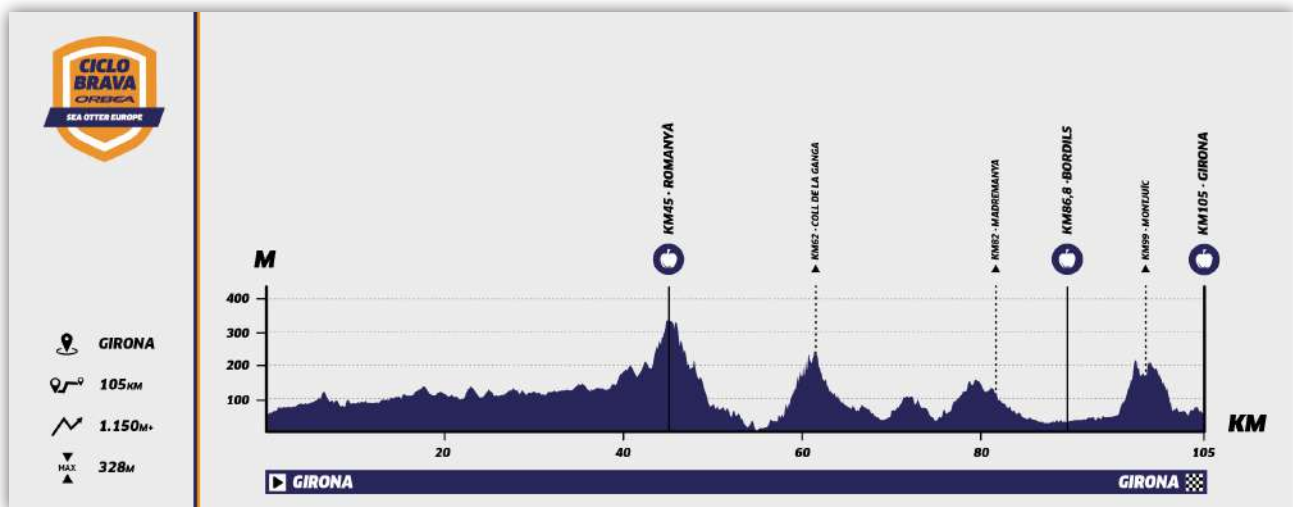 CICLO
BRAVA
ORBEA
SEA OTTER EUROPE
GIRONA
105KM
1.150M+
MAX
328M
M
400
300
200
100
KM45 · ROMANYÀ
KM62 · COLL DE LA GANGA
KM82 · MADREMANYA
KM86,8 · BORDILS
KM99 · MONTJUÏC
KM105 · GIRONA
20
40
60
80
105
KM
GIRONA
GIRONA